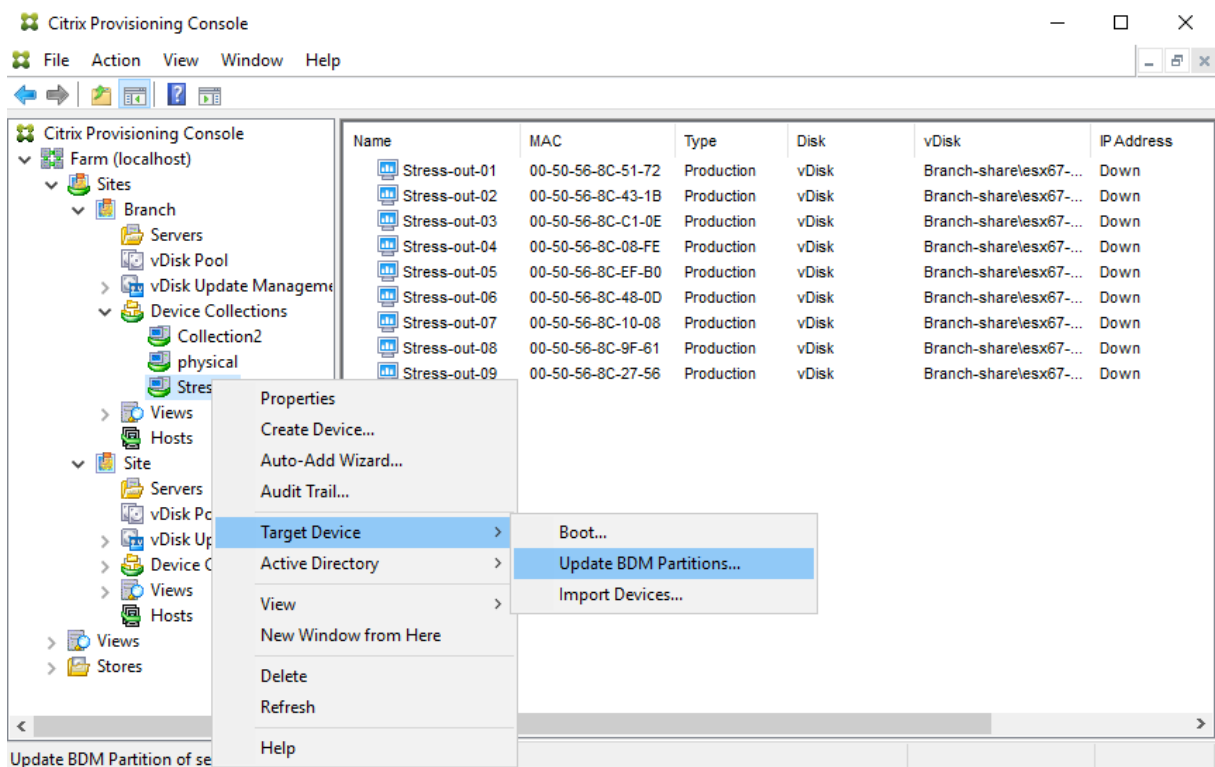 Citrix Provisioning Console
File Action View Window Help
Citrix Provisioning Console
Farm (localhost)
Sites
Branch
Servers
vDisk Pool
vDisk Update Manageme
Device Collections
Collection2
physical
Stres
Views
Hosts
Site
Servers
vDisk Po
vDisk Up
Device C
Views
Hosts
Views
Stores
Name MAC Type Disk vDisk IP Address
Stress-out-01 00-50-56-8C-51-72 Production vDisk Branch-share\esx67-... Down
Stress-out-02 00-50-56-8C-43-1B Production vDisk Branch-share\esx67-... Down
Stress-out-03 00-50-56-8C-C1-0E Production vDisk Branch-share\esx67-... Down
Stress-out-04 00-50-56-8C-08-FE Production vDisk Branch-share\esx67-... Down
Stress-out-05 00-50-56-8C-EF-B0 Production vDisk Branch-share\esx67-... Down
Stress-out-06 00-50-56-8C-48-0D Production vDisk Branch-share\esx67-... Down
Stress-out-07 00-50-56-8C-10-08 Production vDisk Branch-share\esx67-... Down
Stress-out-08 00-50-56-8C-9F-61 Production vDisk Branch-share\esx67-... Down
Stress-out-09 00-50-56-8C-27-56 Production vDisk Branch-share\esx67-... Down
Properties
Create Device...
Auto-Add Wizard...
Audit Trail...
Target Device
Active Directory
View
New Window from Here
Delete
Refresh
Help
Boot...
Update BDM Partitions...
Import Devices...
Update BDM Partition of se